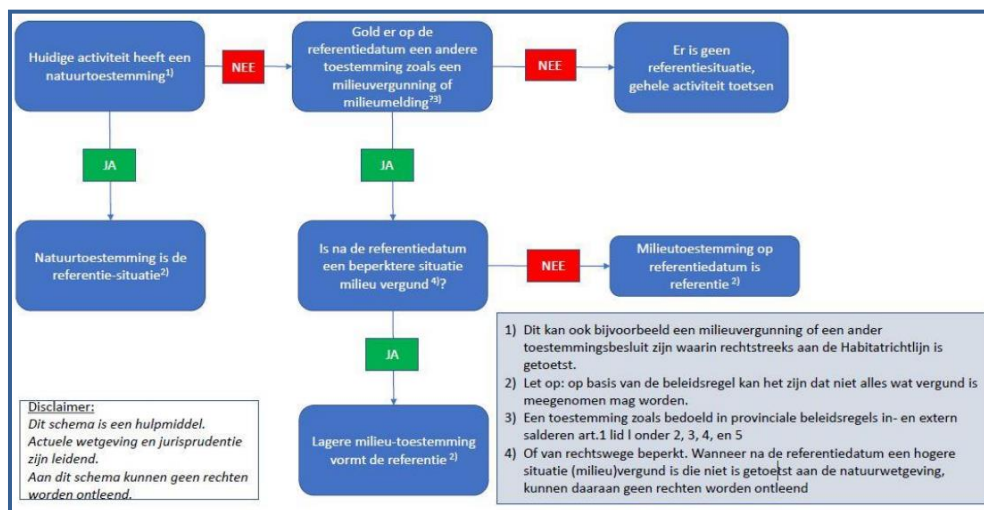 Huidige activiteit heeft een
natuurtoestemming1)
NEE
Gold er op de
referentiedatum een andere
toestemming zoals een
milieuvergunning of
milieumelding?3)
NEE
Er is geen
referentiesituatie,
gehele activiteit toetsen
JA
JA
Natuurtoestemming is de
referentie-situatie2)
Is na de referentiedatum
een beperktere situatie
milieu vergund 4)?
NEE
Milieutoestemming op
referentiedatum is
referentie 2)
JA
Lagere milieu-toestemming
vormt de referentie 2)
Disclaimer:
Dit schema is een hulpmiddel.
Actuele wetgeving en jurisprudentie
zijn leidend.
Aan dit schema kunnen geen rechten
worden ontleend.
1) Dit kan ook bijvoorbeeld een milieuvergunning of een ander
toestemmingsbesluit zijn waarin rechtstreeks aan de Habitatrichtlijn is
getoetst.
2) Let op: op basis van de beleidsregel kan het zijn dat niet alles wat vergund is
meegenomen mag worden.
3) Een toestemming zoals bedoeld in provinciale beleidsregels in- en extern
salderen art.1 lid l onder 2, 3, 4, en 5
4) Of van rechtswege beperkt. Wanneer na de referentiedatum een hogere
situatie (milieu)vergund is die niet is getoetst aan de natuurwetgeving,
kunnen daaraan geen rechten worden ontleend